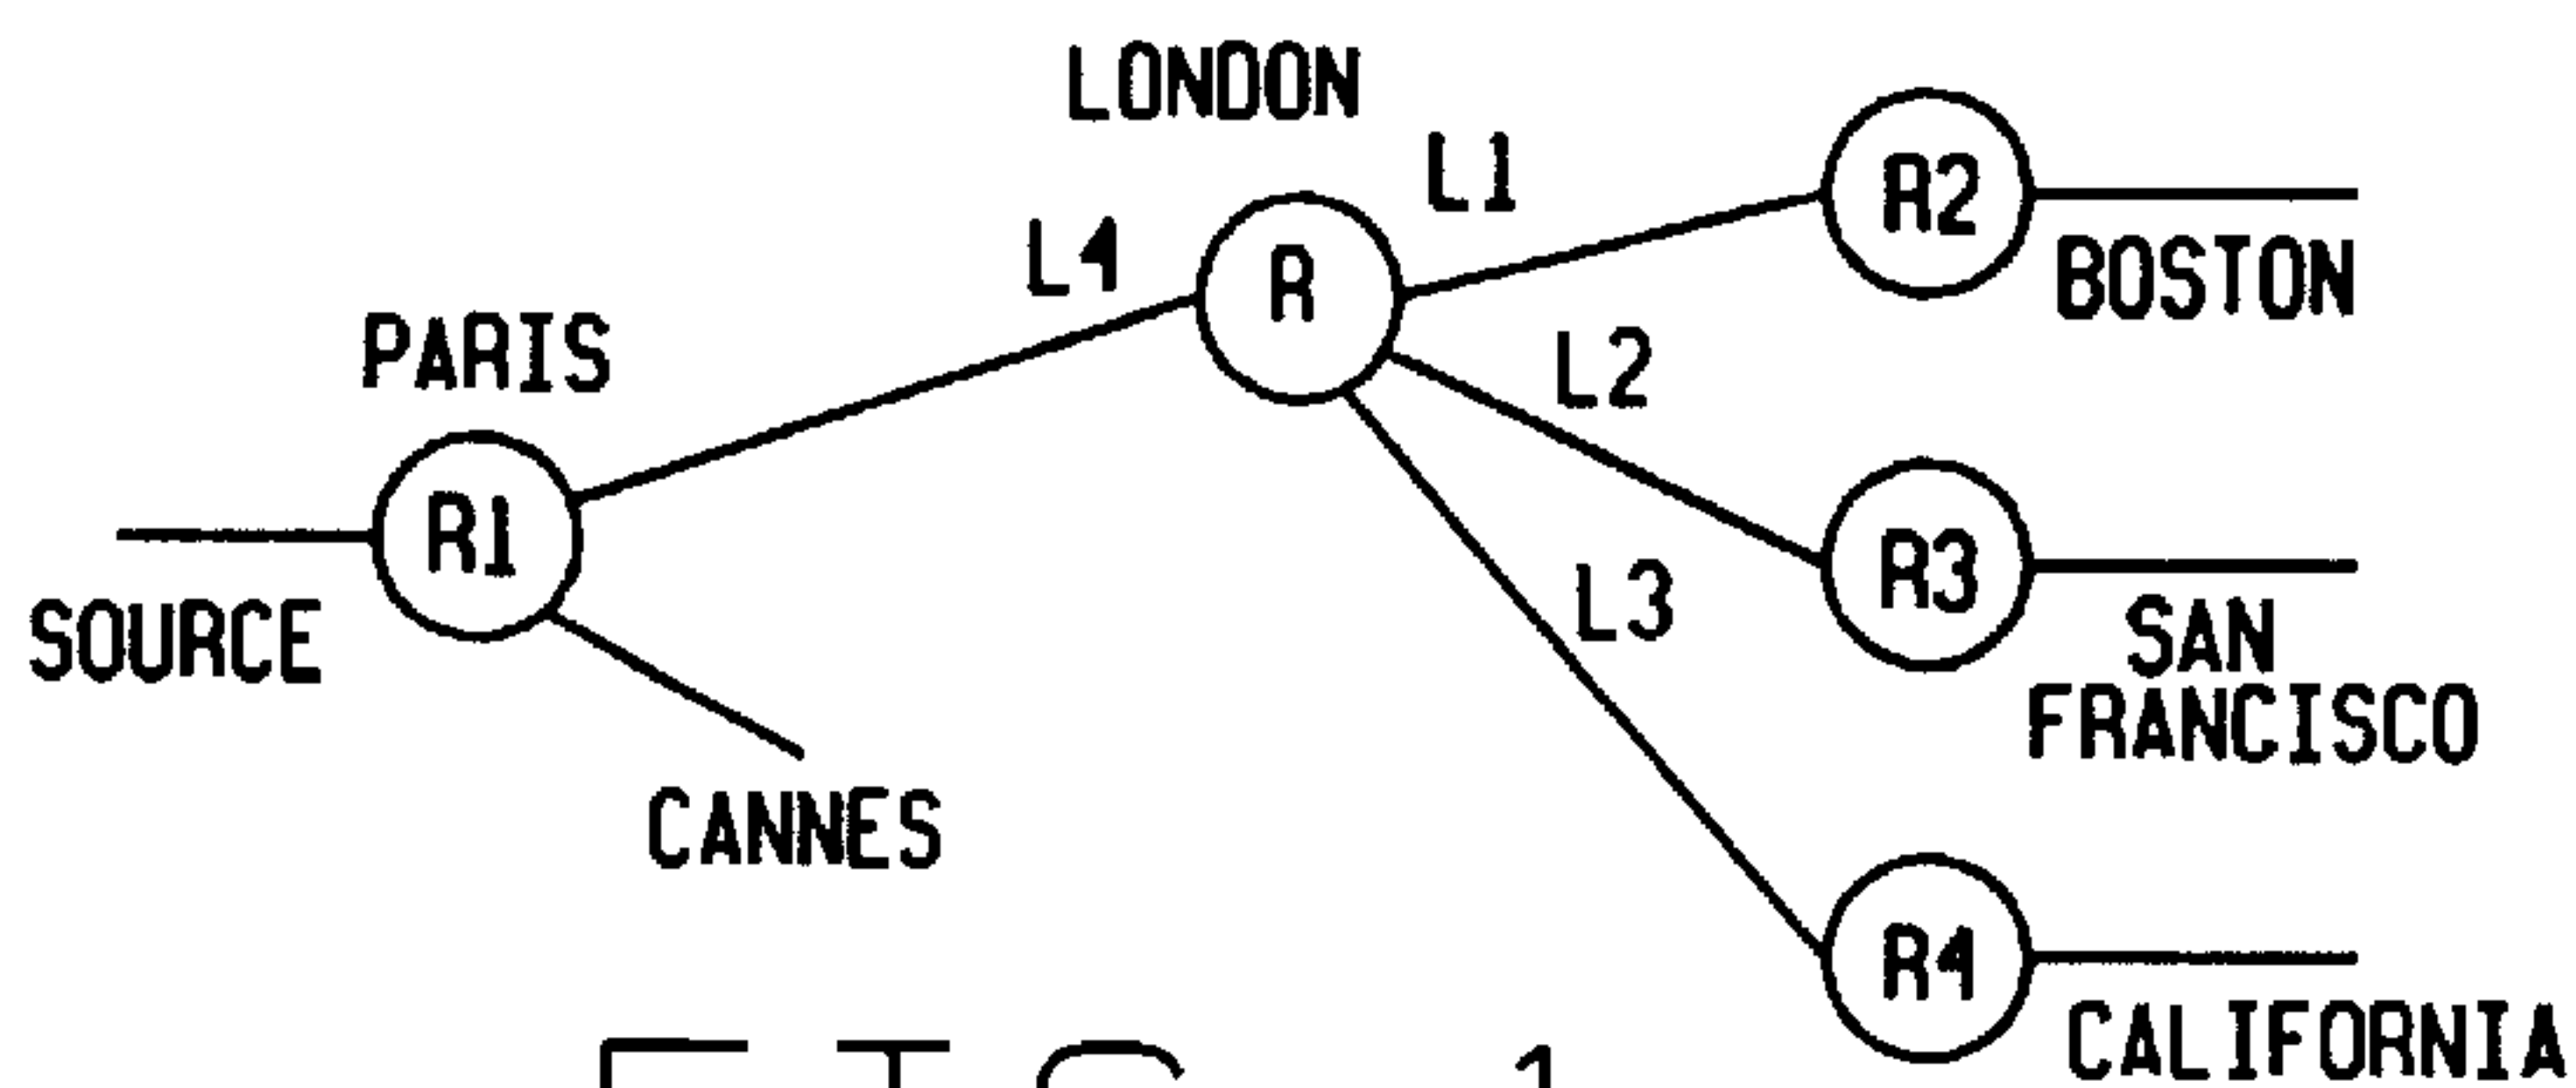 LONDON
L1
R2
BOSTON
L4
R
PARIS
L2
R1
SOURCE
L3
R3
SAN
FRANCISCO
CANNES
R4
CALIFORNIA